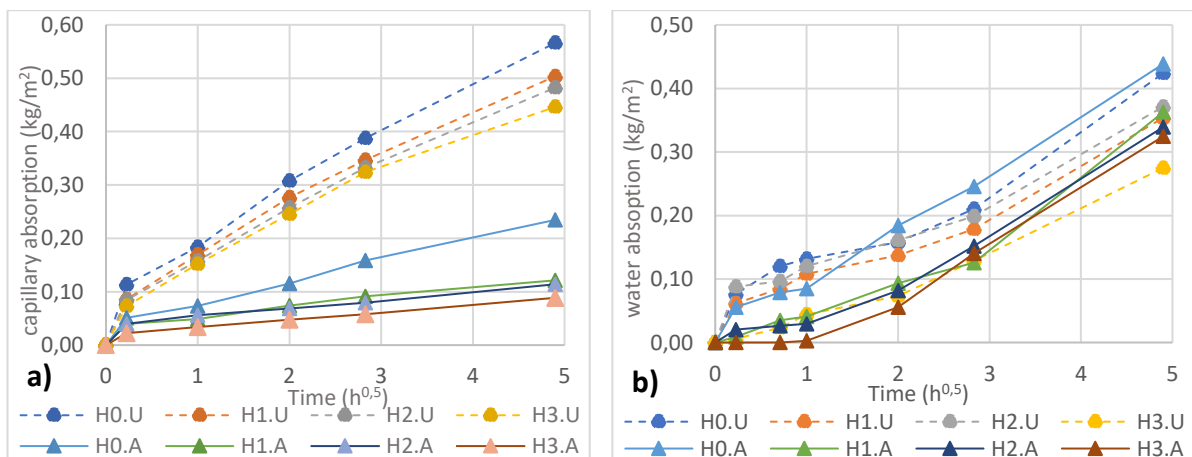 0,60
0,50
0,40
0,30
0,20
0,10
0,00
capillary absorption (kg/m²)
0 1 2 3 4 5
Time (h⁰,⁵)
a)
H0.U H1.U H2.U H3.U
H0.A H1.A H2.A H3.A
0,50
0,40
0,30
0,20
0,10
0,00
water absoption (kg/m²)
0 1 2 3 4 5
Time (h⁰,⁵)
b)
H0.U H1.U H2.U H3.U
H0.A H1.A H2.A H3.A